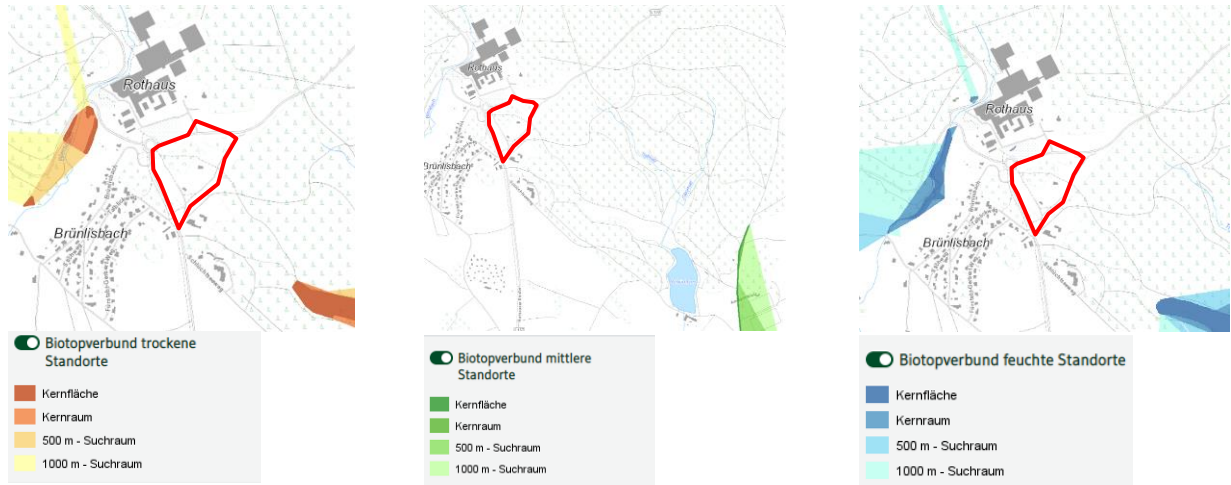 Rothaus
Brünlisbach
Biotopverbund trockene
Standorte
Kernfläche
Kernraum
500 m - Suchraum
1000 m - Suchraum
Rothaus
Brünlisbach
Biotopverbund mittlere
Standorte
Kernfläche
Kernraum
500 m - Suchraum
1000 m - Suchraum
Rothaus
Brünlisbach
Biotopverbund feuchte Standorte
Kernfläche
Kernraum
500 m - Suchraum
1000 m - Suchraum